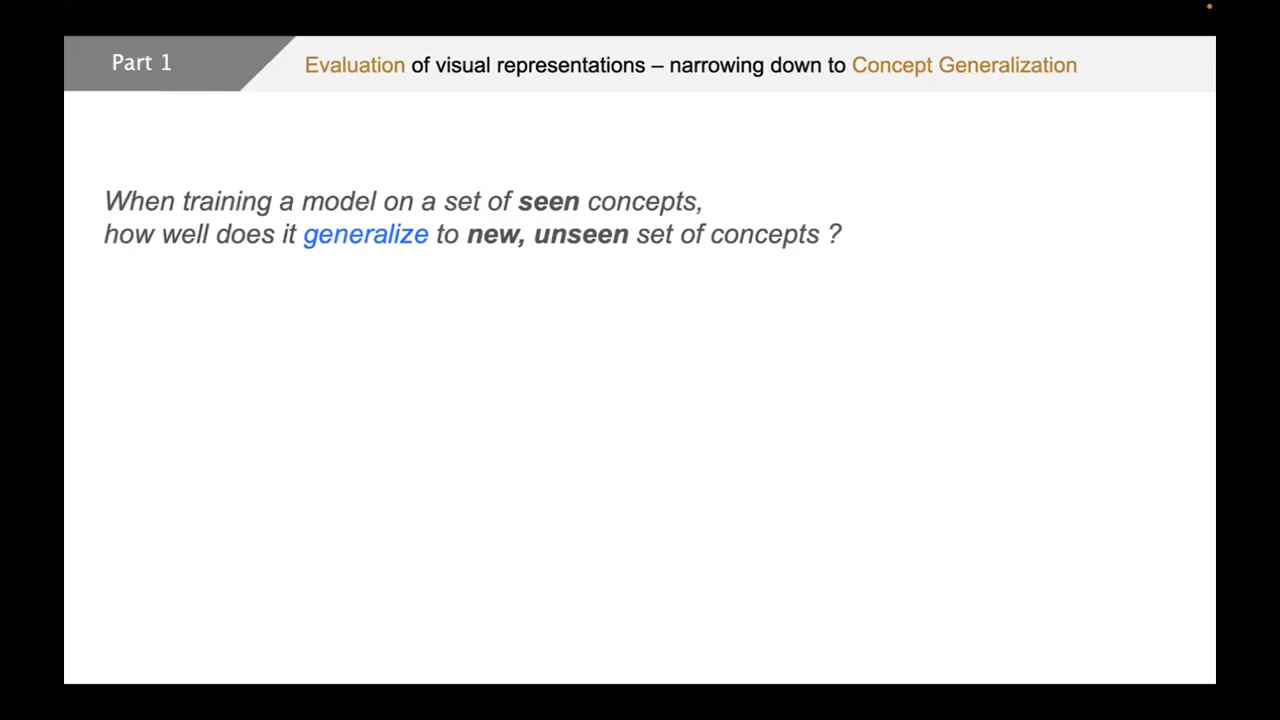 Part 1
Evaluation of visual representations – narrowing down to Concept Generalization
When training a model on a set of seen concepts,
how well does it generalize to new, unseen set of concepts ?